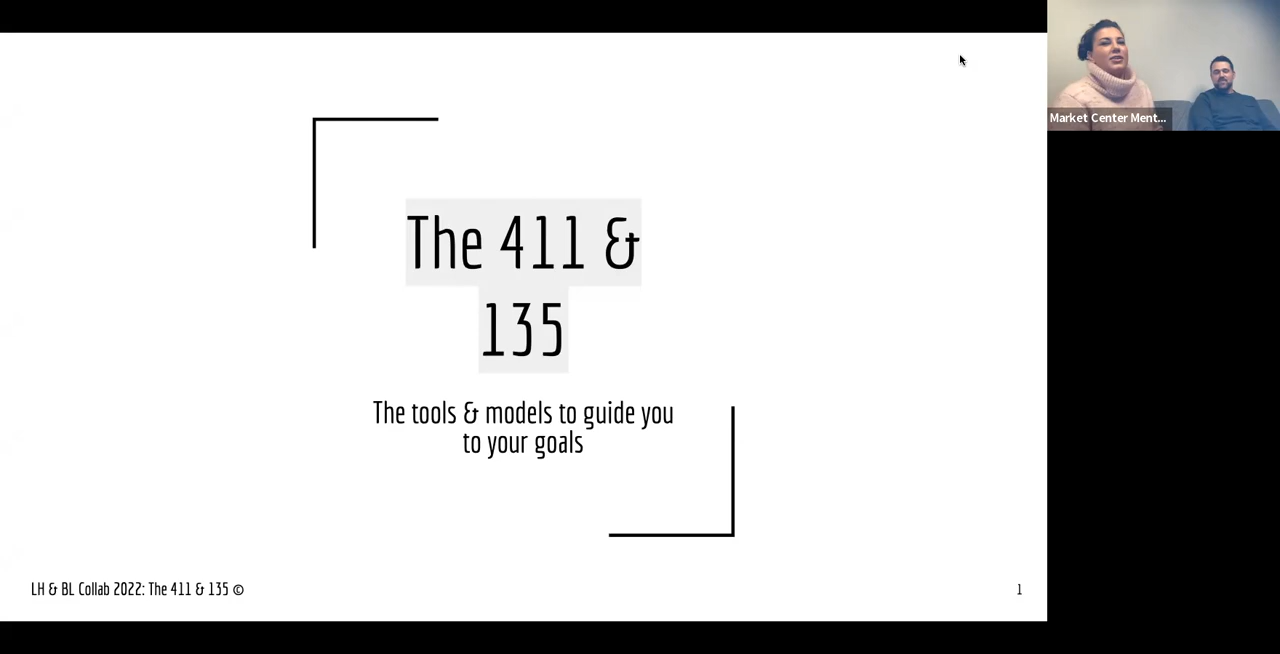 The 411 &
135
The tools & models to guide you
to your goals
LH & BL Collab 2022: The 411 & 135 ©
1
Market Center Ment...